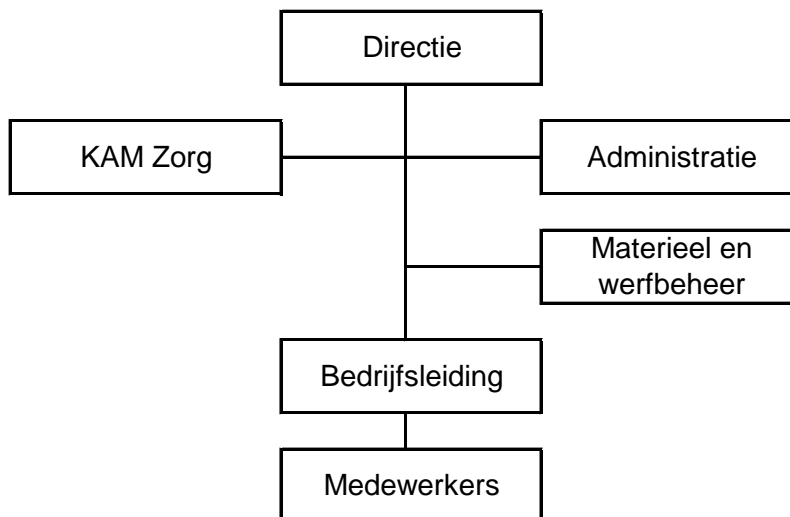 Directie
KAM Zorg
Administratie
Materieel en
werfbeheer
Bedrijfsleiding
Medewerkers